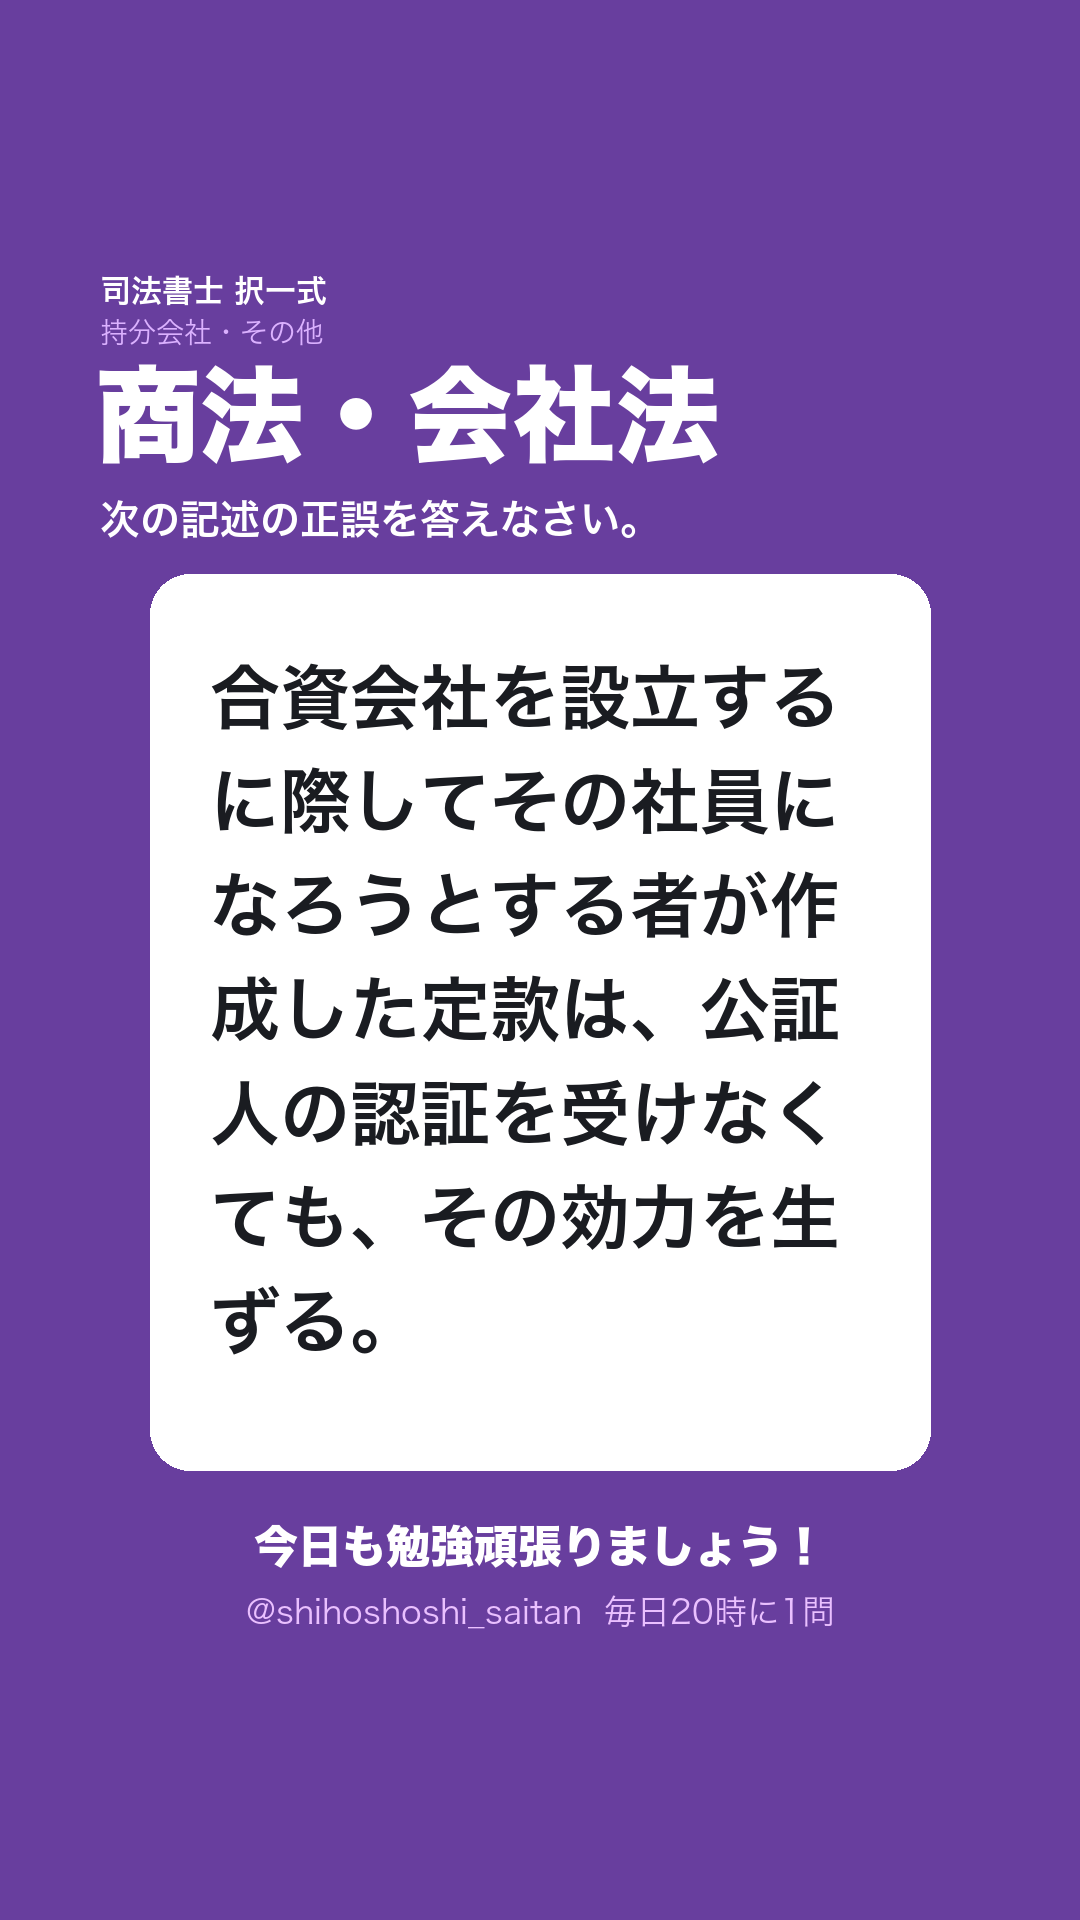 司法書士 択一式
持分会社・その他
商法・会社法
次の記述の正誤を答えなさい。
合資会社を設立する
に際してその社員に
なろうとする者が作
成した定款は、公証
人の認証を受けなく
ても、その効力を生
ずる。
今日も勉強頑張りましょう！
@shihoshoshi_saitan 毎日20時に1問